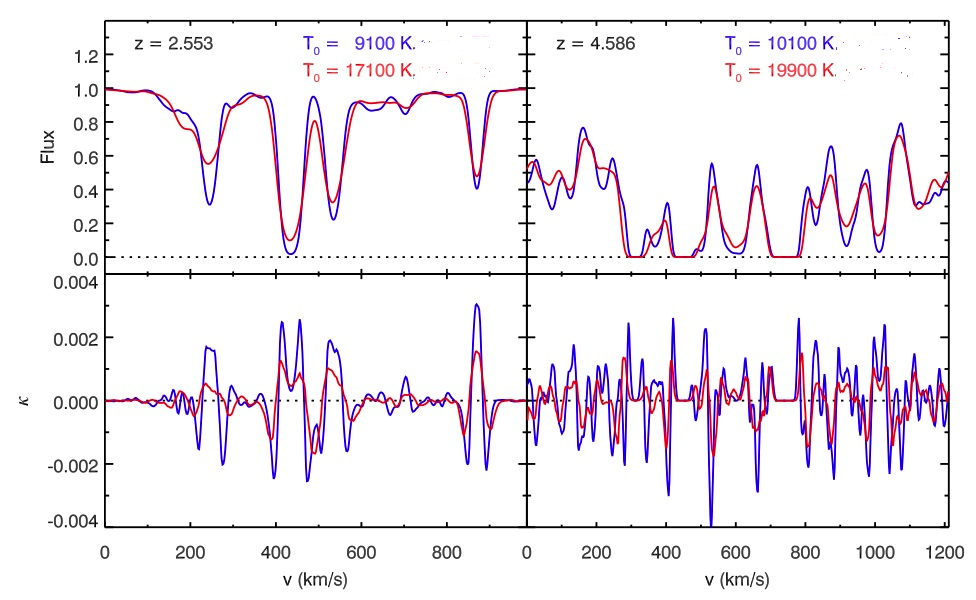 z = 2.553
T0 = 9100 K.
T0 = 17100 K.
z = 4.586
T0 = 10100 K.
T0 = 19900 K.
Flux
1.2
1.0
0.8
0.6
0.4
0.2
0.0
κ
0.004
0.002
0.000
-0.002
-0.004
0 200 400 600 800
0 200 400 600 800 1000 1200
v (km/s)
v (km/s)